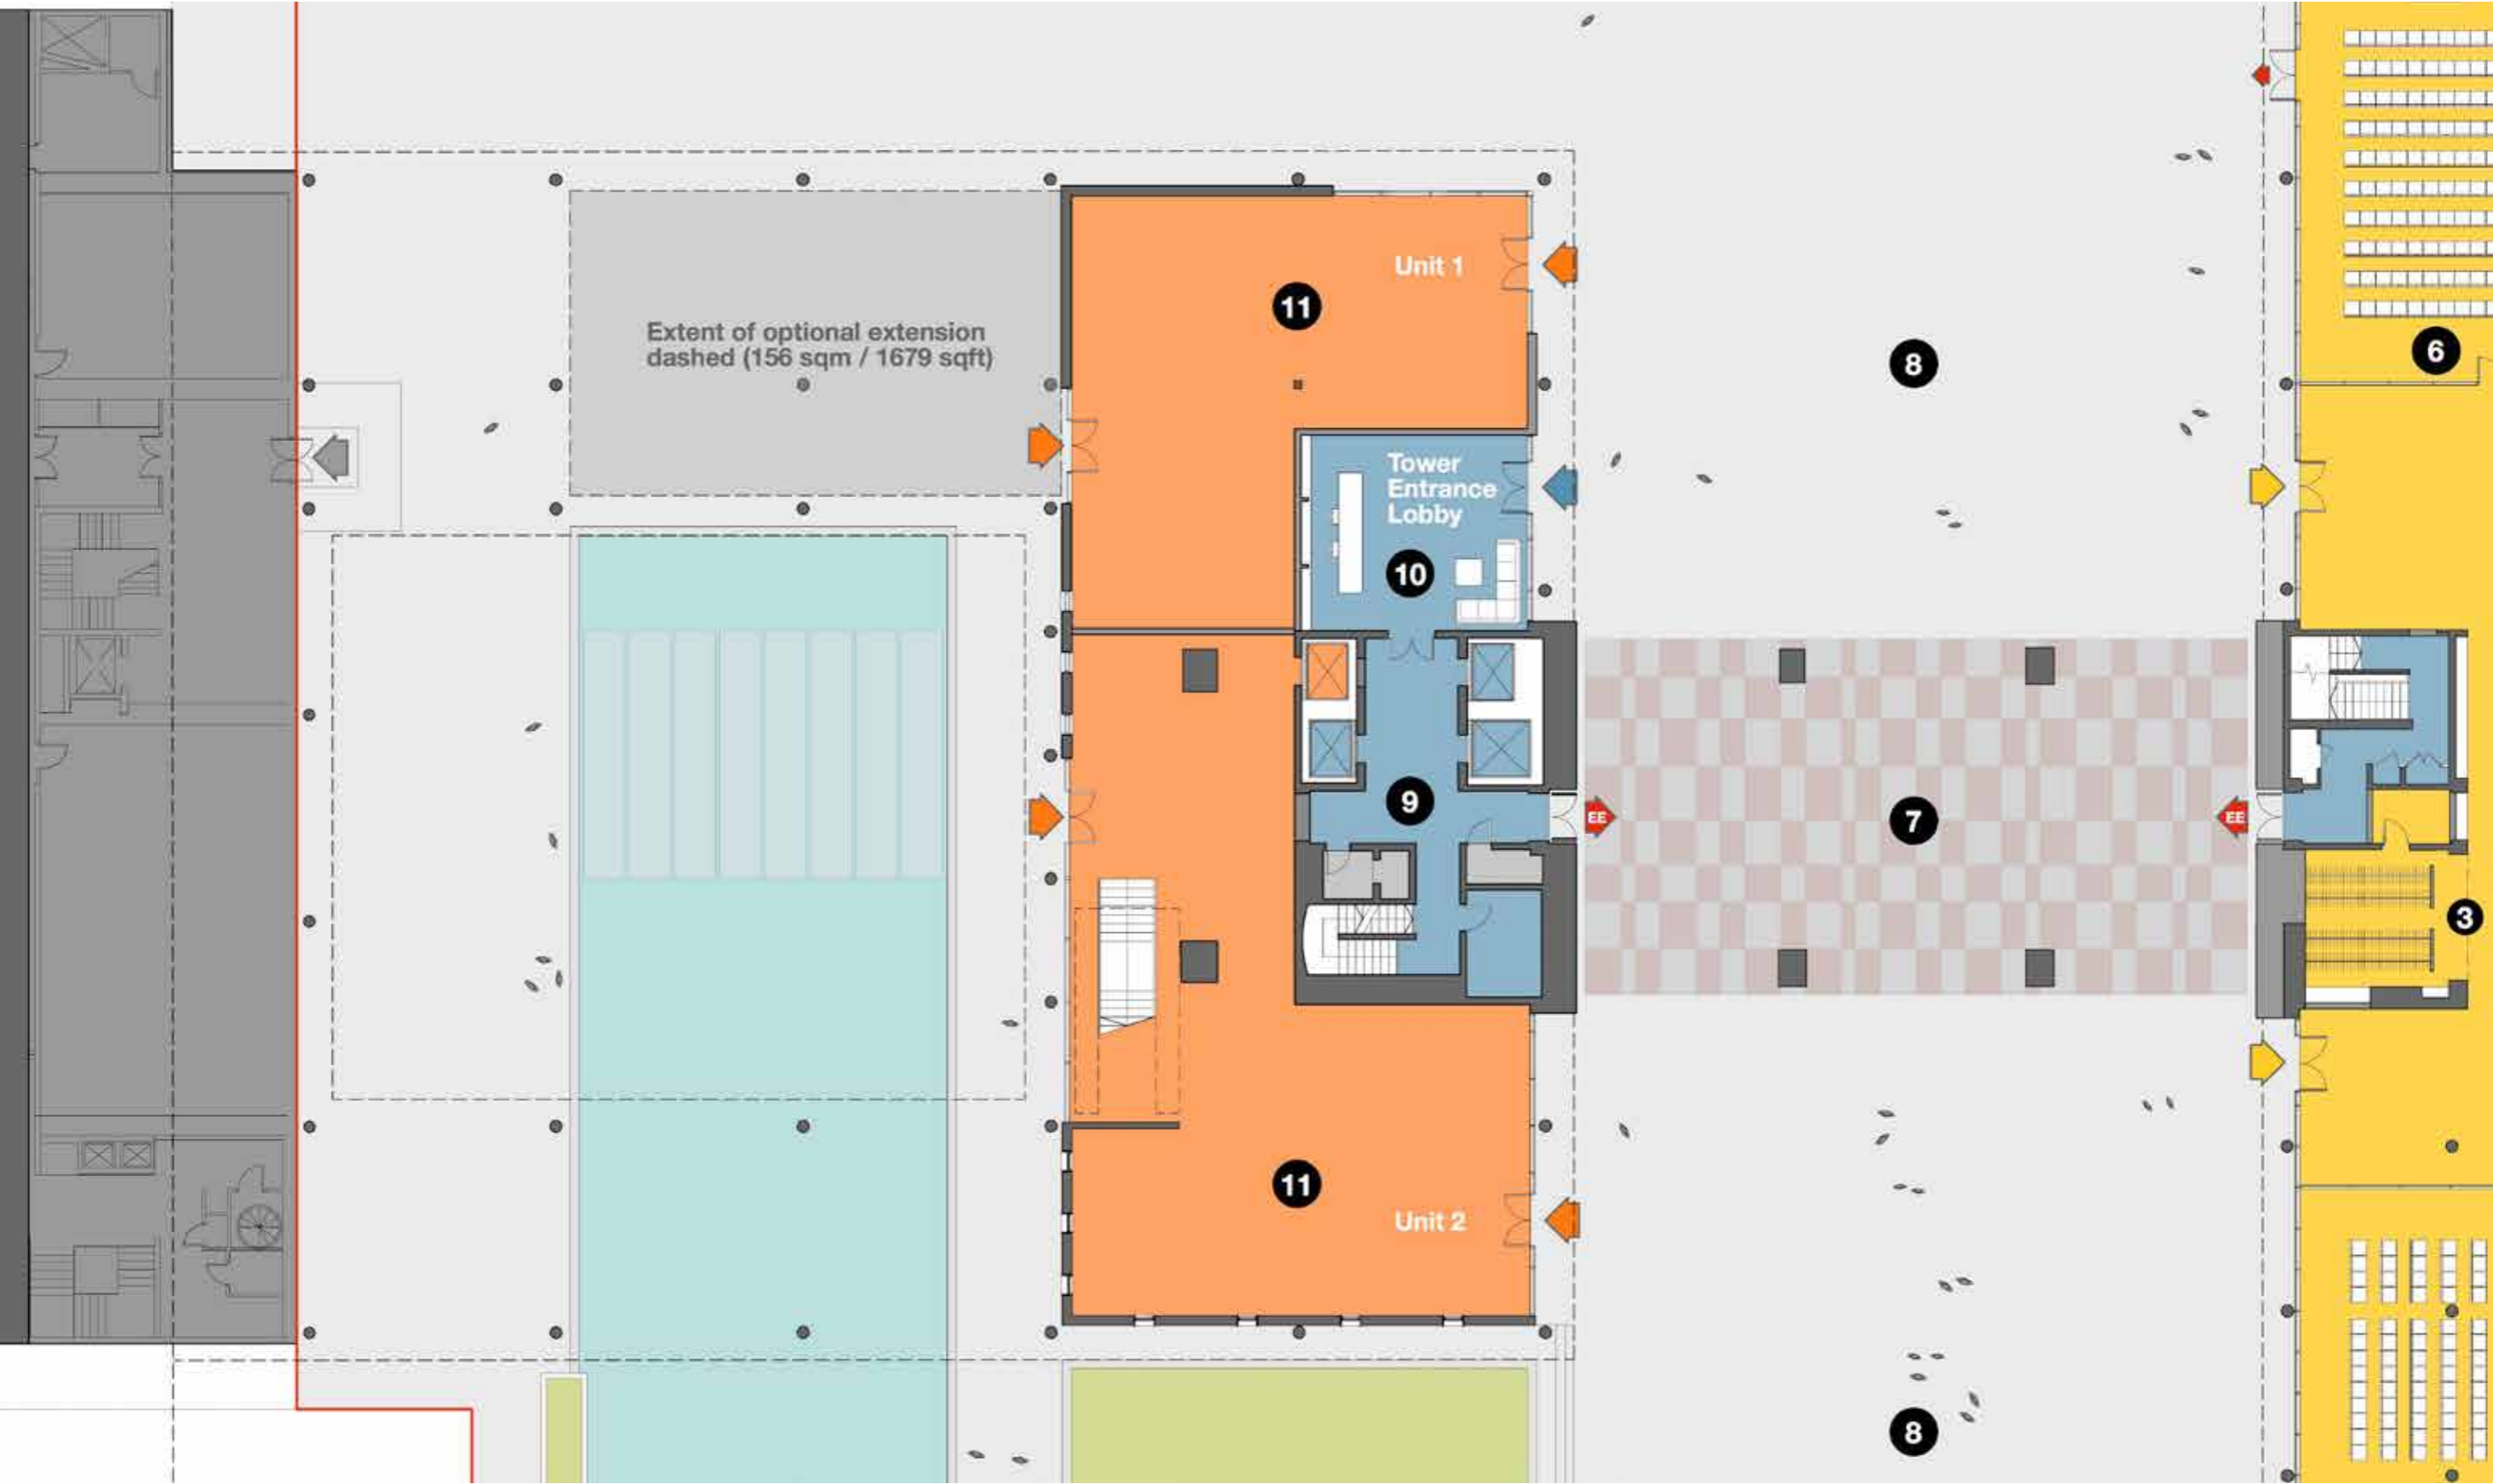 Unit 1
11
Extent of optional extension
dashed (156 sqm / 1679 sqft)
8
6
Tower
Entrance
Lobby
10
9
EE
7
EE
3
11
Unit 2
8